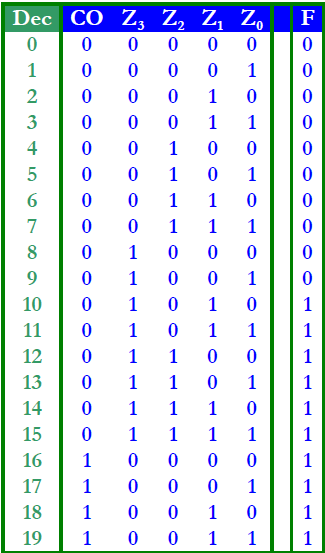 Dec CO Z₃ Z₂ Z₁ Z₀ F
0 0 0 0 0 0 0
1 0 0 0 0 1 0
2 0 0 0 1 0 0
3 0 0 0 1 1 0
4 0 0 1 0 0 0
5 0 0 1 0 1 0
6 0 0 1 1 0 0
7 0 0 1 1 1 0
8 0 1 0 0 0 0
9 0 1 0 0 1 0
10 0 1 0 1 0 1
11 0 1 0 1 1 1
12 0 1 1 0 0 1
13 0 1 1 0 1 1
14 0 1 1 1 0 1
15 0 1 1 1 1 1
16 1 0 0 0 0 1
17 1 0 0 0 1 1
18 1 0 0 1 0 1
19 1 0 0 1 1 1